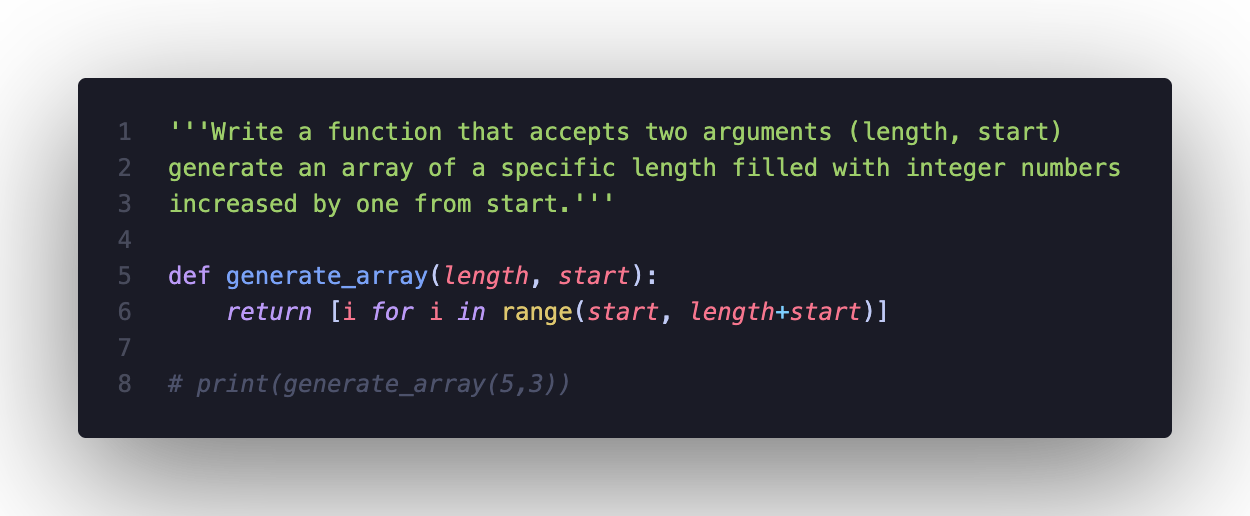 1 '''Write a function that accepts two arguments (length, start)
2 generate an array of a specific length filled with integer numbers
3 increased by one from start.'''
4
5 def generate_array(length, start):
6     return [i for i in range(start, length+start)]
7
8 # print(generate_array(5,3))